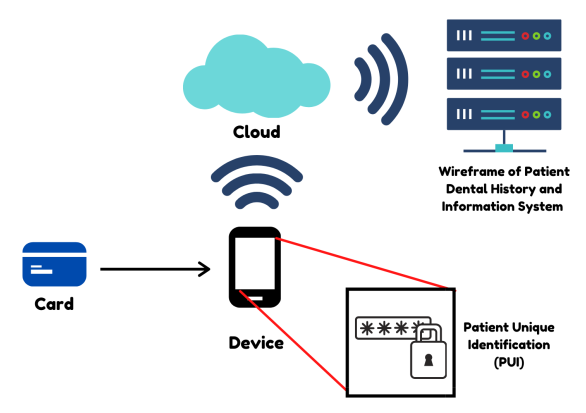 Cloud
Wireframe of Patient
Dental History and
Information System
Card
Device
****
Patient Unique
Identification
(PUI)